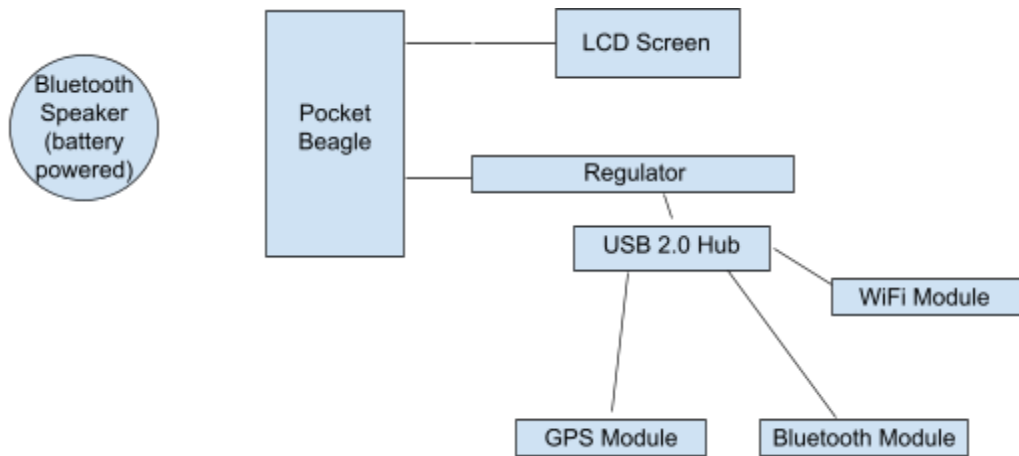 Bluetooth
Speaker
(battery
powered)
Pocket
Beagle
LCD Screen
Regulator
USB 2.0 Hub
WiFi Module
GPS Module
Bluetooth Module